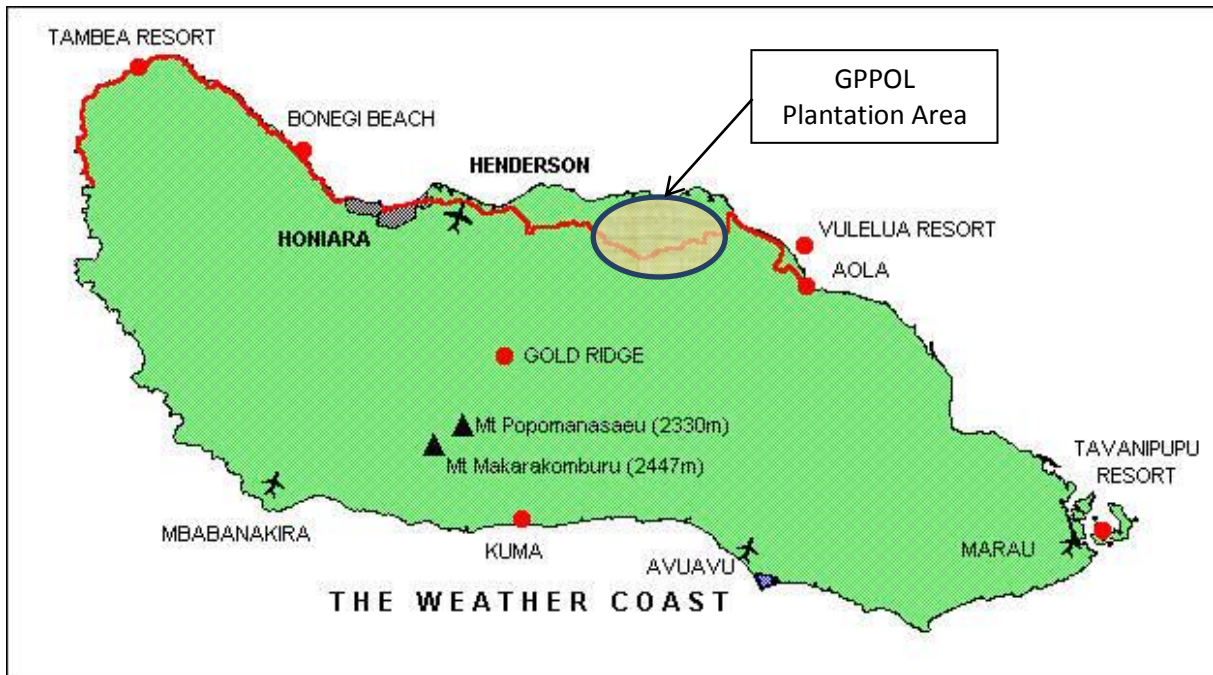 TAMBEA RESORT
GPPOL
Plantation Area
BONEGI BEACH
HENDERSON
HONIARA
VULELUA RESORT
AOLA
GOLD RIDGE
Mt Popomanasaeu (2330m)
Mt Makarakomburu (2447m)
TAVANIPUPU
RESORT
MBABANAKIRA
KUMA
AVUAVU
MARAU
THE WEATHER COAST